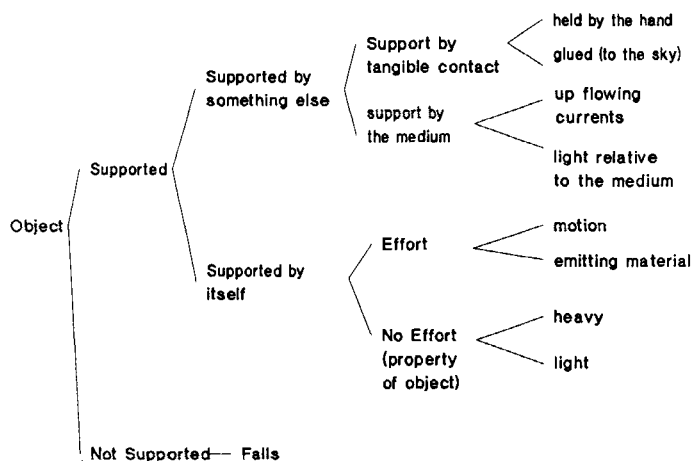 held by the hand
Support by
tangible contact
glued (to the sky)
Supported by
something else
up flowing
currents
support by
the medium
light relative
to the medium
Supported
Object
motion
Effort
emitting material
Supported by
itself
heavy
No Effort
(property
of object)
light
Not Supported— Falls